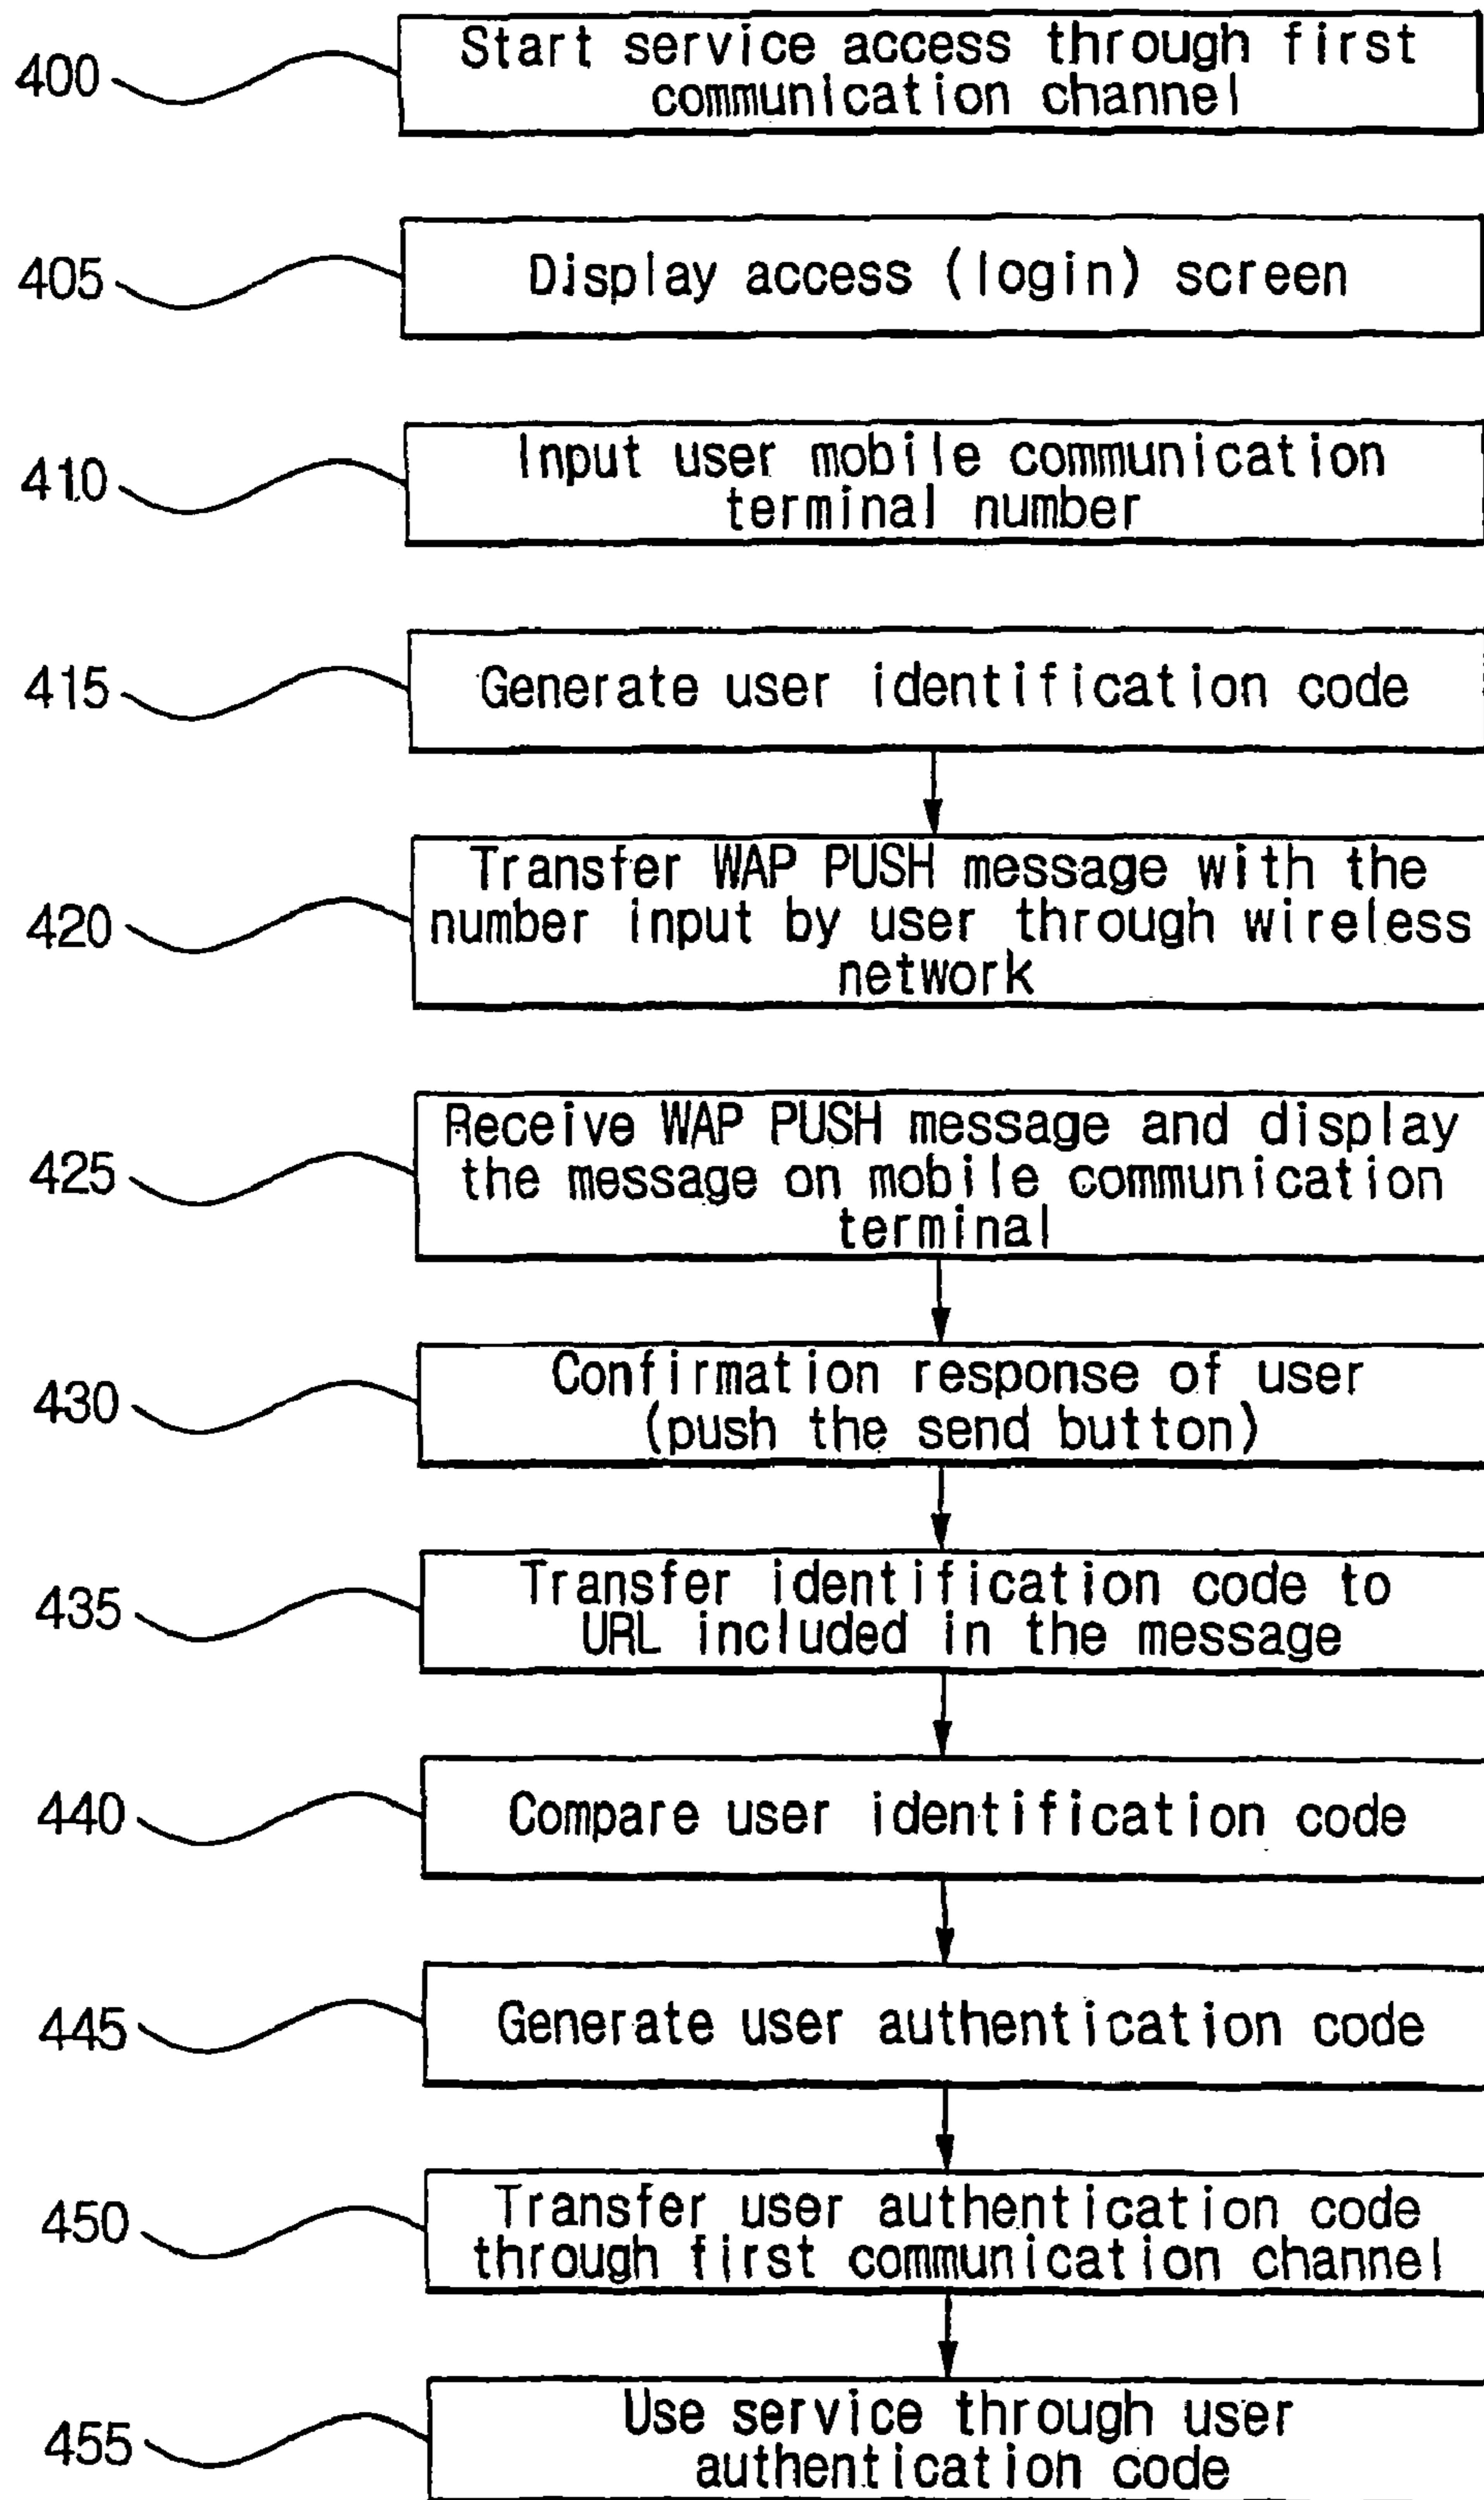 400
Start service access through first
communication channel
405
Display access (login) screen
410
Input user mobile communication
terminal number
415
Generate user identification code
420
Transfer WAP PUSH message with the
number input by user through wireless
network
425
Receive WAP PUSH message and display
the message on mobile communication
terminal
430
Confirmation response of user
(push the send button)
435
Transfer identification code to
URL included in the message
440
Compare user identification code
445
Generate user authentication code
450
Transfer user authentication code
through first communication channel
455
Use service through user
authentication code